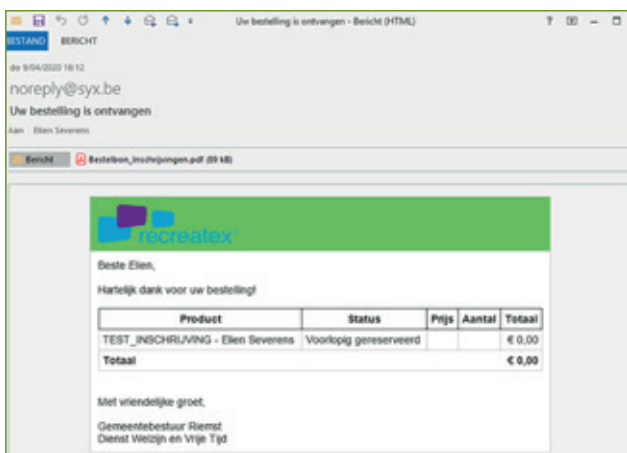 Uw bestelling is ontvangen - Bericht (HTML)
BESTAND BERICHT
do 9/04/2020 16:12
noreply@syx.be
Uw bestelling is ontvangen
Aan Elien Severens
Bericht Bestelbon_Inschrijvingen.pdf (89 kB)
recreatex
Beste Elien,
Hartelijk dank voor uw bestelling!
Product Status Prijs Aantal Totaal
TEST_INSCHRIJVING - Elien Severens Voorlopig gereserveerd € 0,00
Totaal € 0,00
Met vriendelijke groet,
Gemeentebestuur Riemst
Dienst Welzijn en Vrije Tijd